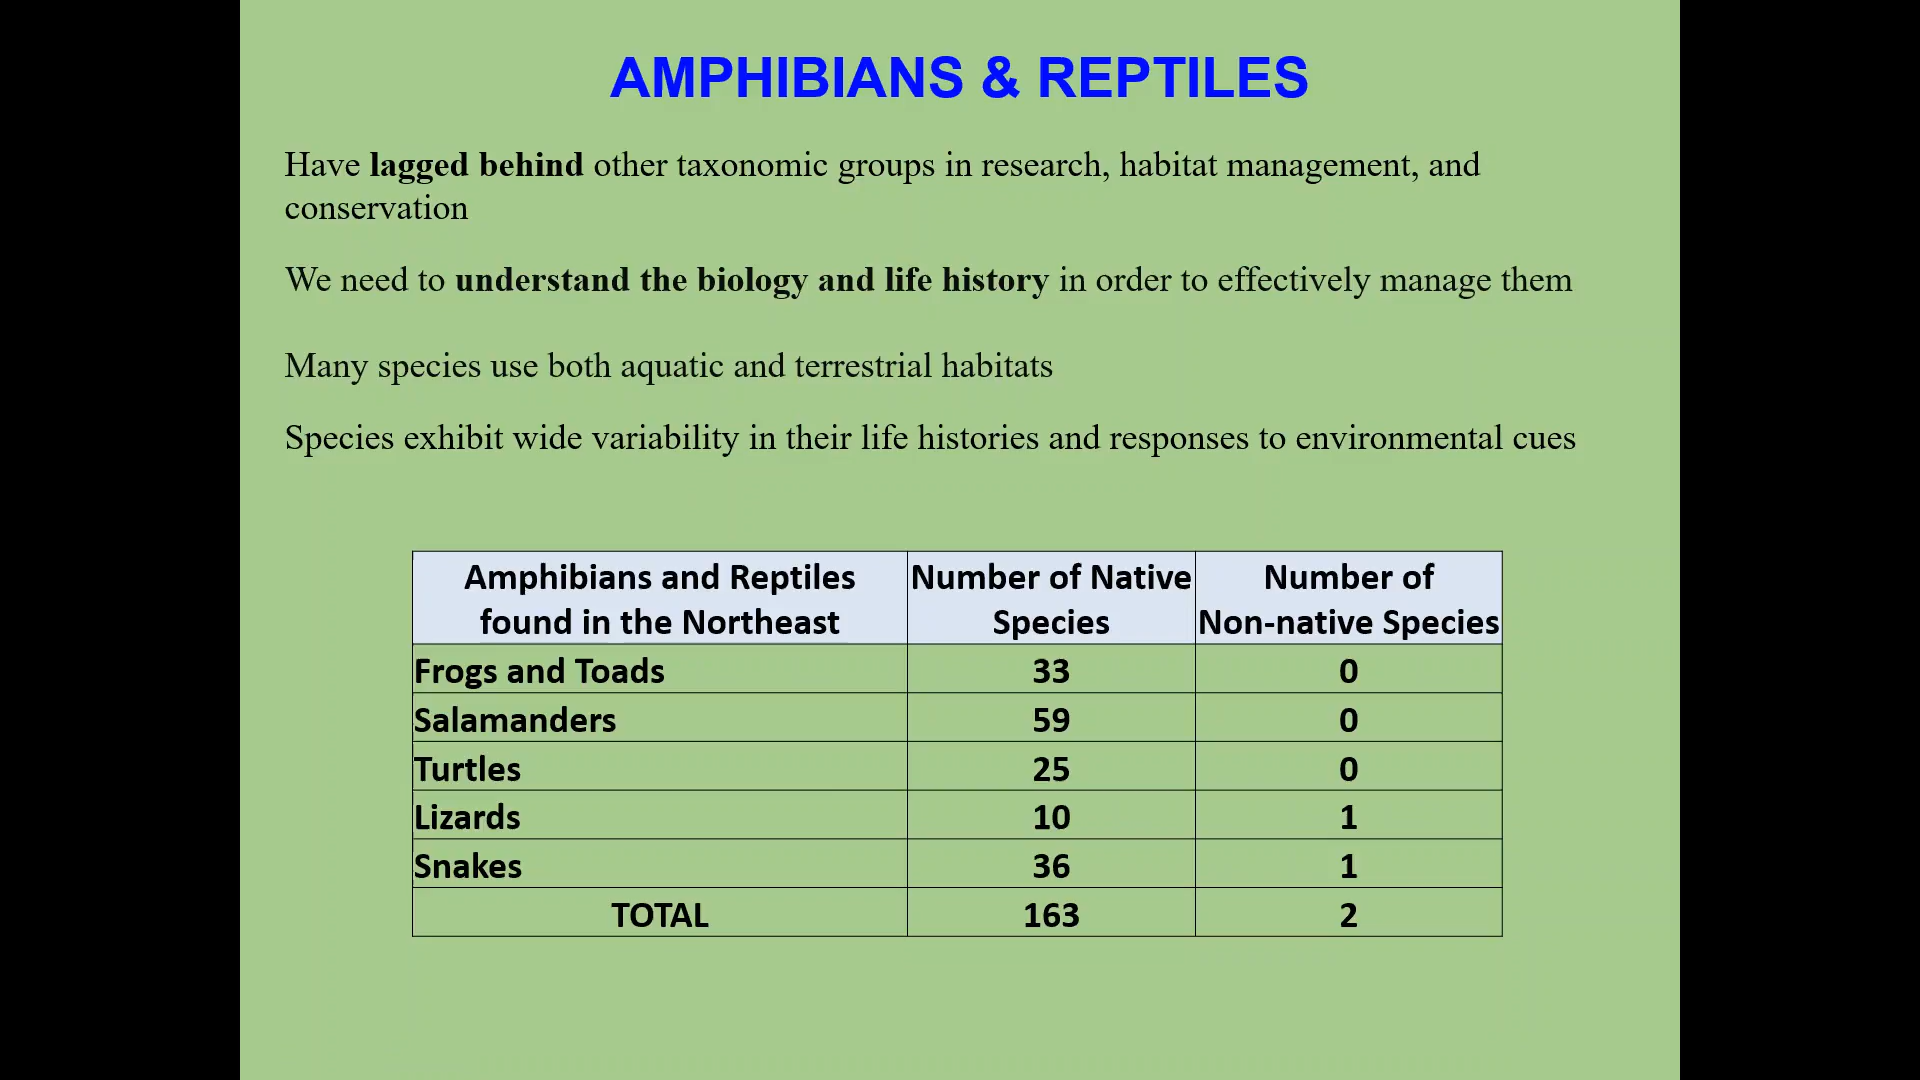 AMPHIBIANS & REPTILES
Have lagged behind other taxonomic groups in research, habitat management, and
conservation
We need to understand the biology and life history in order to effectively manage them
Many species use both aquatic and terrestrial habitats
Species exhibit wide variability in their life histories and responses to environmental cues
Amphibians and Reptiles found in the Northeast Number of Native Species Number of Non-native Species
Frogs and Toads 33 0
Salamanders 59 0
Turtles 25 0
Lizards 10 1
Snakes 36 1
TOTAL 163 2